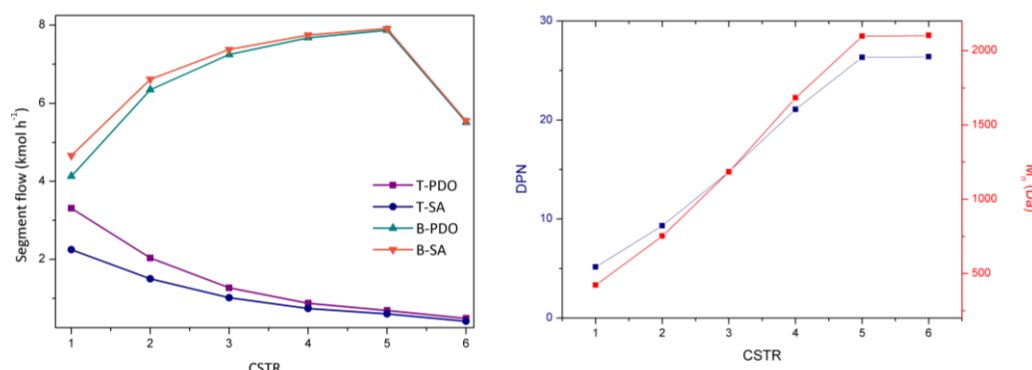 8
6
4
2
Segment flow (kmol h⁻¹)
T-PDO
T-SA
B-PDO
B-SA
1 2 3 4 5 6
CSTR
30
20
10
0
DPN
2000
1500
1000
500
Mn (Da)
1 2 3 4 5 6
CSTR